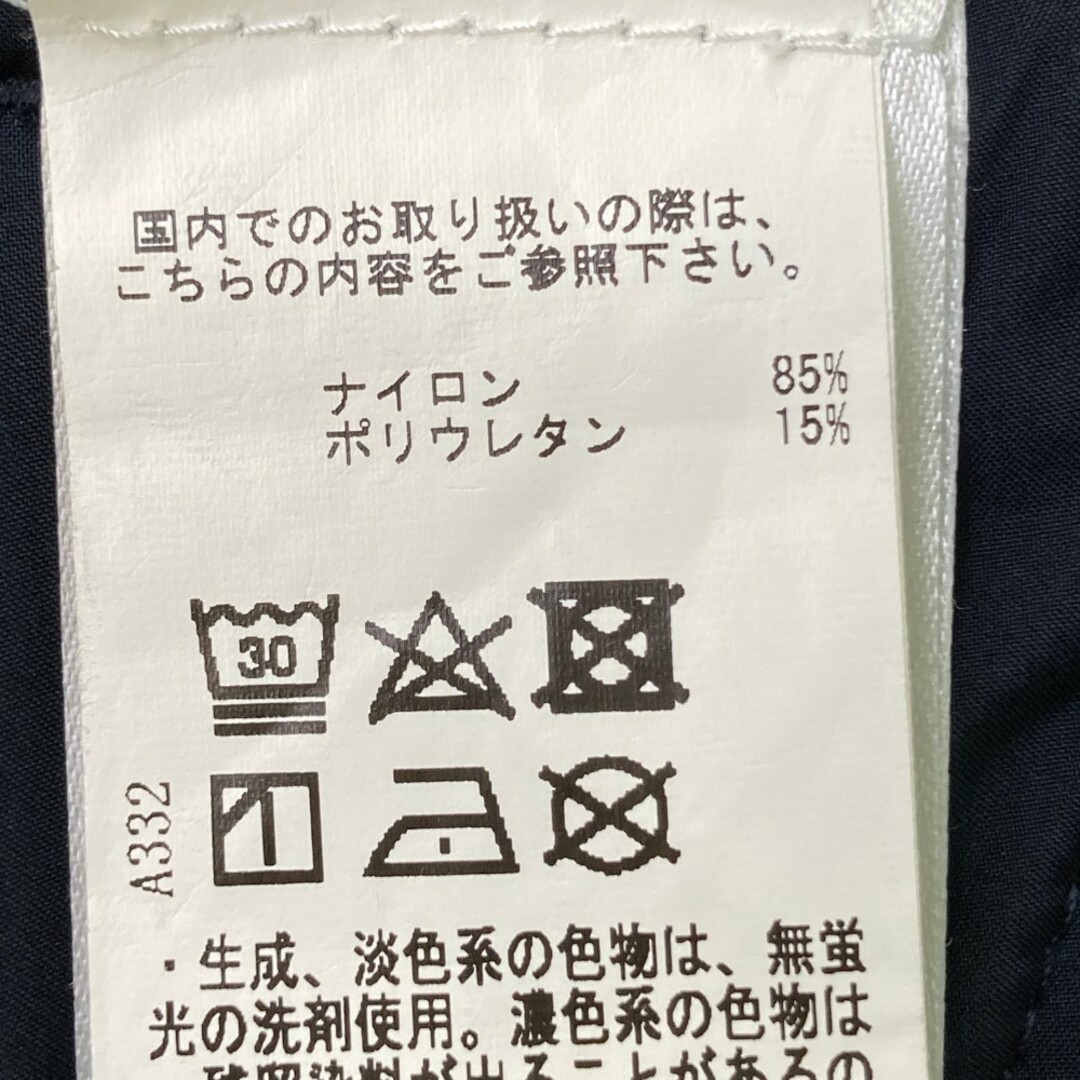 国内でのお取り扱いの際は、
こちらの内容をご参照下さい。
ナイロン 85%
ポリウレタン 15%
30
A332
・生成、淡色系の色物は、無蛍
光の洗剤使用。濃色系の色物は